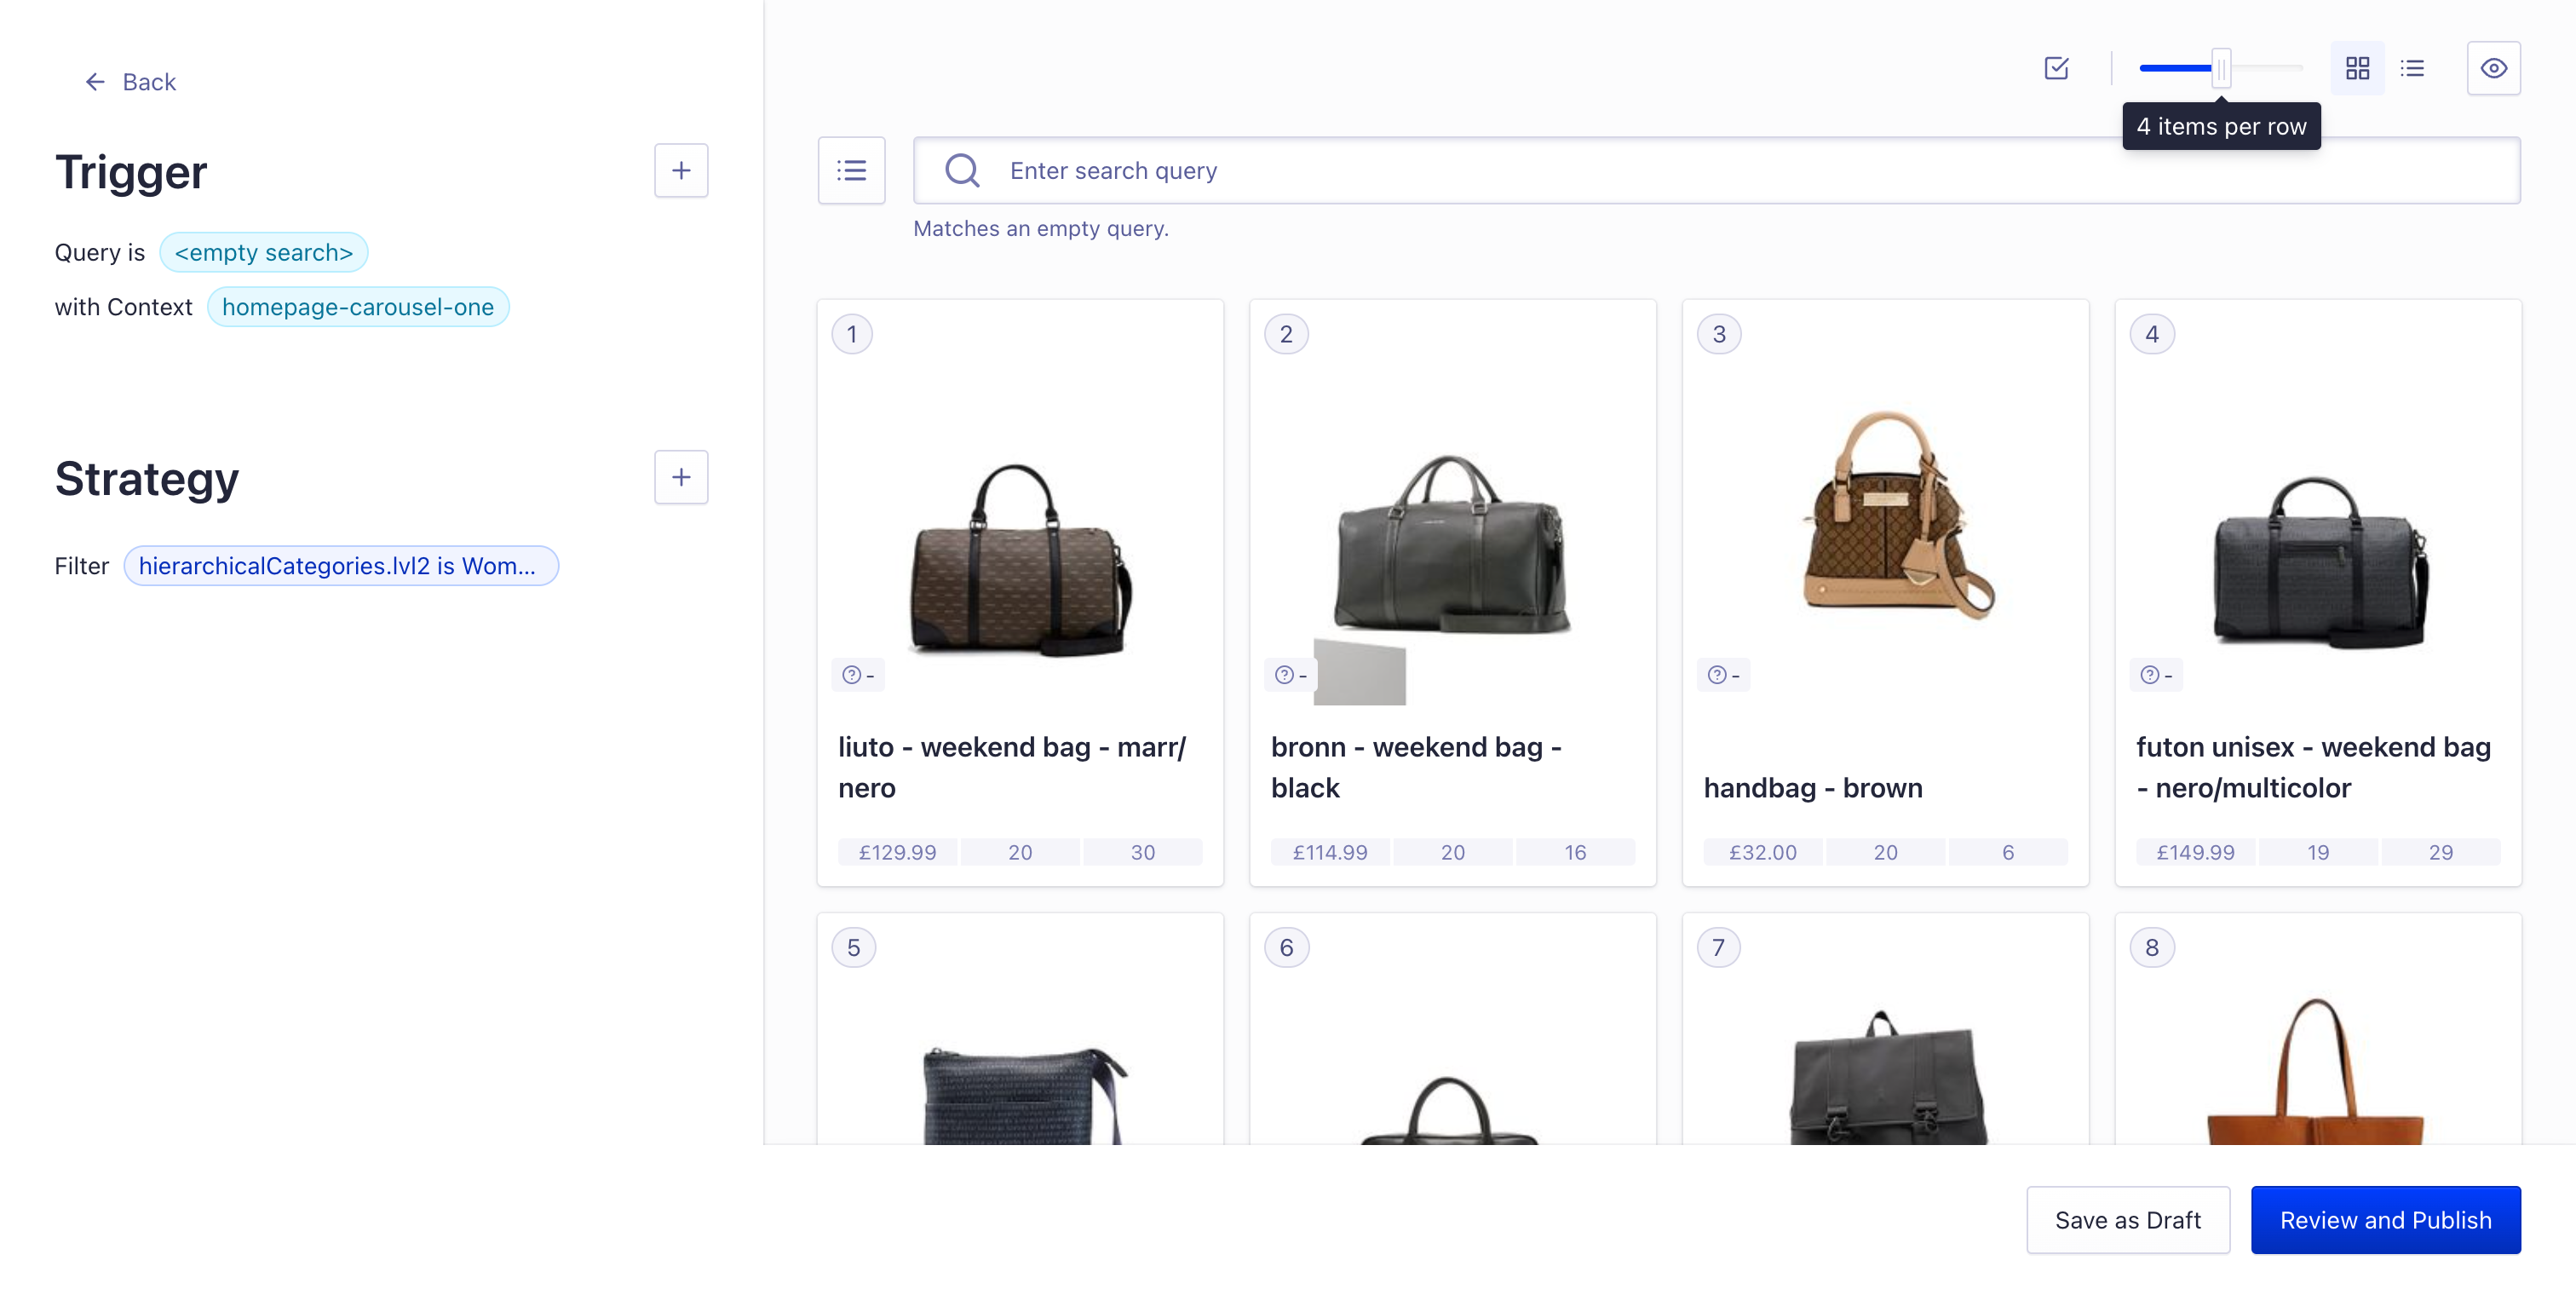 Back
Trigger
Query is <empty search>
with Context homepage-carousel-one
Strategy
Filter hierarchicalCategories.lvl2 is Wom...
4 items per row
Enter search query
Matches an empty query.
1
2
3
4
-
-
-
-
liuto - weekend bag - marr/
nero
bronn - weekend bag -
black
handbag - brown
futon unisex - weekend bag
- nero/multicolor
£129.99 20 30
£114.99 20 16
£32.00 20 6
£149.99 19 29
5
6
7
8
Save as Draft
Review and Publish